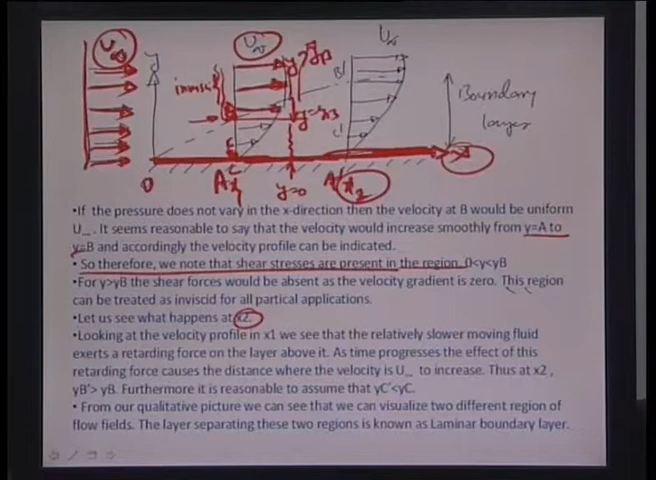 U∞
U∞
U∞
y
y>yB
B'
Boundary
inviscid
y=yB
layer
C'
B
C
x
O
A
x1
y=0
A'
x2
•If the pressure does not vary in the x-direction then the velocity at B would be uniform
U∞. It seems reasonable to say that the velocity would increase smoothly from y=A to
y=B and accordingly the velocity profile can be indicated.
• So therefore, we note that shear stresses are present in the region 0<y<yB
•For y>yB the shear forces would be absent as the velocity gradient is zero. This region
can be treated as inviscid for all partical applications.
•Let us see what happens at x2.
•Looking at the velocity profile in x1 we see that the relatively slower moving fluid
exerts a retarding force on the layer above it. As time progresses the effect of this
retarding force causes the distance where the velocity is U∞ to increase. Thus at x2 ,
yB'> yB. Furthermore it is reasonable to assume that yC'<yC.
• From our qualitative picture we can see that we can visualize two different region of
flow fields. The layer separating these two regions is known as Laminar boundary layer.